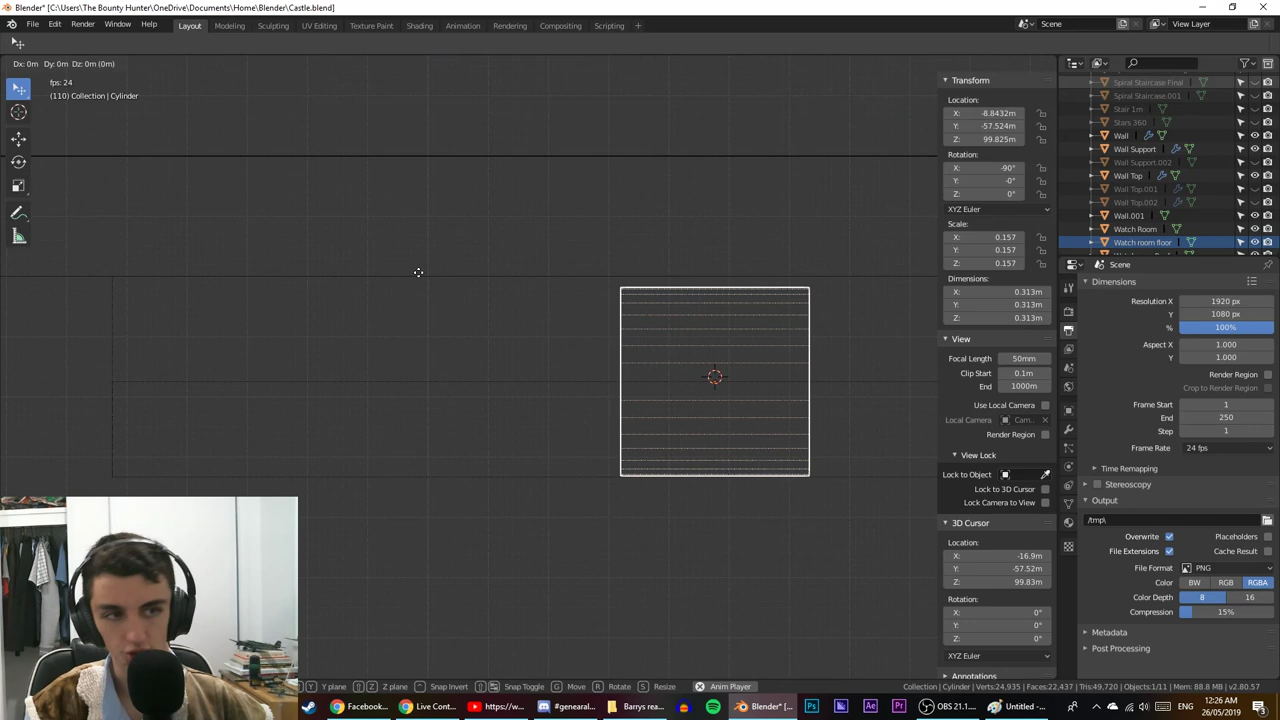 Blender* [C:\Users\The Bounty Hunter\OneDrive\Documents\Home\Blender\Castle.blend]
File Edit Render Window Help Layout Modeling Sculpting UV Editing Texture Paint Shading Animation Rendering Compositing Scripting + Scene View Layer
Dx: 0m Dy: 0m Dz: 0m (0m)
fps: 24
(110) Collection | Cylinder
Transform
Location:
X: -8.8432m
Y: -57.524m
Z: 99.825m
Rotation:
X: -90°
Y: -0°
Z: 0°
XYZ Euler
Scale:
X: 0.157
Y: 0.157
Z: 0.157
Dimensions:
X: 0.313m
Y: 0.313m
Z: 0.313m
View
Focal Length 50mm
Clip Start 0.1m
End 1000m
Use Local Camera
Local Camera Cam...
Render Region
View Lock
Lock to Object
Lock to 3D Cursor
Lock Camera to View
3D Cursor
Location:
X: -16.9m
Y: -57.52m
Z: 99.83m
Rotation:
X: 0°
Y: 0°
Z: 0°
XYZ Euler
Annotations
Spiral Staircase Final
Spiral Staircase.001
Stair 1m
Stars 360
Wall
Wall Support
Wall Support.002
Wall Top
Wall Top.001
Wall Top.002
Wall.001
Watch Room
Watch room floor
Scene
Dimensions
Resolution X 1920 px
Y 1080 px
% 100%
Aspect X 1.000
Y 1.000
Render Region
Crop to Render Region
Frame Start 1
End 250
Step 1
Frame Rate 24 fps
Time Remapping
Stereoscopy
Output
/tmp\
Overwrite Placeholders
File Extensions Cache Result
File Format PNG
Color BW RGB RGBA
Color Depth 8 16
Compression 15%
Metadata
Post Processing
Y plane Z plane Snap Invert Snap Toggle G Move R Rotate S Resize Anim Player Collection | Cylinder | Verts:24,935 | Faces:22,437 | Tris:49,720 | Objects:1/11 | Mem: 88.8 MB | v2.80.57
Facebook... Live Cont... https://w... #general... Barrys rea... Ps Ae Pr Blender* [... OBS 21.1.... Untitled - ... 12:26 AM
26/05/2019